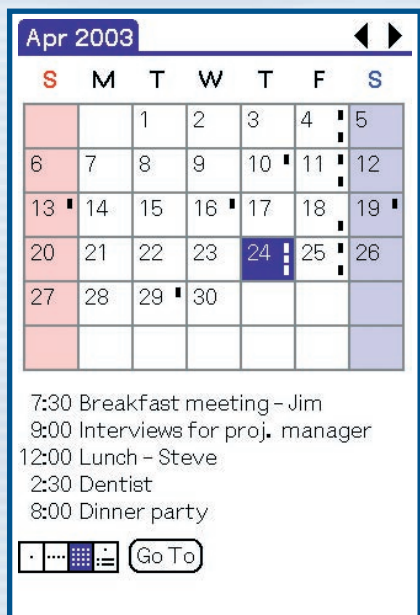 Apr 2003
S M T W T F S
1 2 3 4 5
6 7 8 9 10 11 12
13 14 15 16 17 18 19
20 21 22 23 24 25 26
27 28 29 30
7:30 Breakfast meeting – Jim
9:00 Interviews for proj. manager
12:00 Lunch – Steve
2:30 Dentist
8:00 Dinner party
Go To